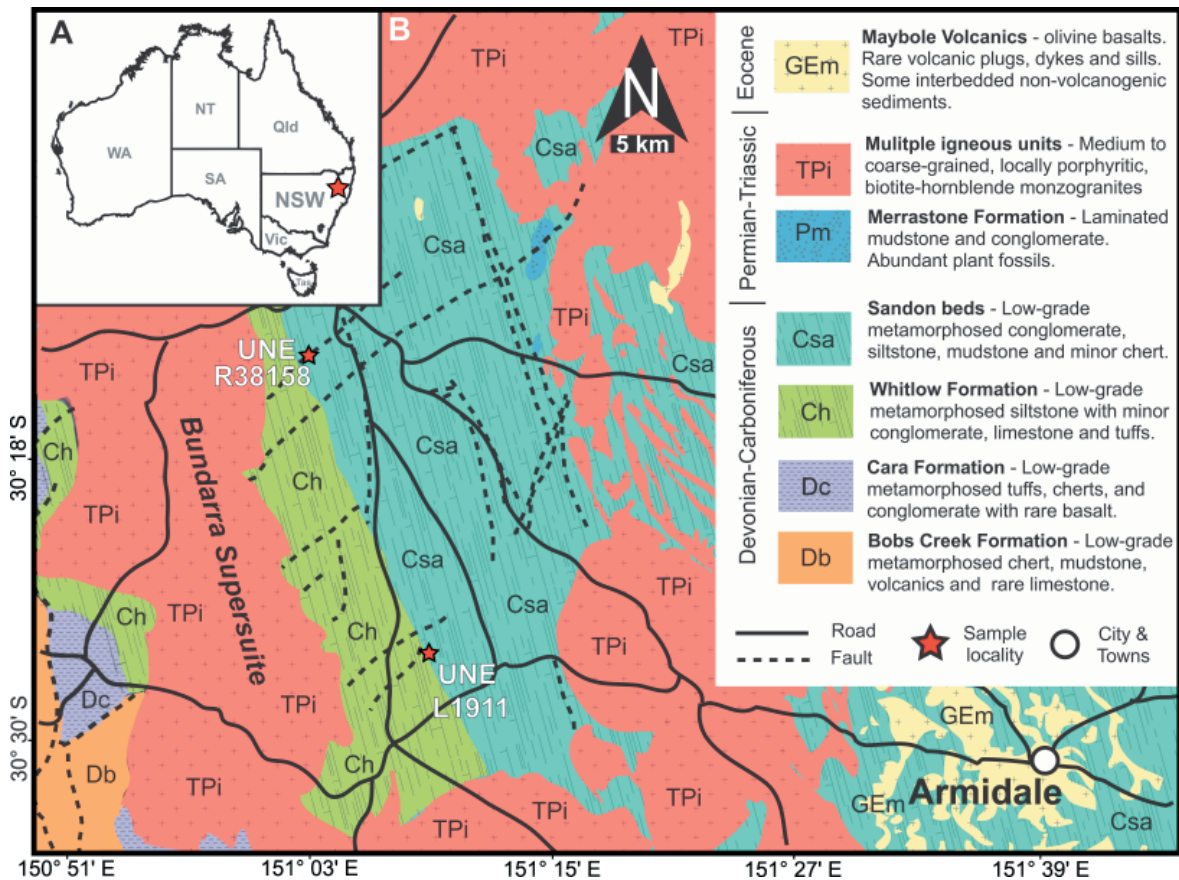 A
WA
NT
Qld
SA
NSW
Vic
Tas
B
N
5 km
TPi
TPi
Csa
Csa
TPi
Csa
UNE
R38158
TPi
Ch
Bundarra Supersuite
Ch
Csa
TPi
Csa
Csa
Ch
TPi
Ch
TPi
UNE
L1911
Dc
TPi
Db
TPi
Ch
TPi
TPi
GEm
GEm
Armidale
Csa
30° 18' S
30° 30' S
150° 51' E
151° 03' E
151° 15' E
151° 27' E
151° 39' E
Eocene
GEm
Maybole Volcanics - olivine basalts.
Rare volcanic plugs, dykes and sills.
Some interbedded non-volcanogenic
sediments.
Permian-Triassic
TPi
Mulitple igneous units - Medium to
coarse-grained, locally porphyritic,
biotite-hornblende monzogranites
Pm
Merrastone Formation - Laminated
mudstone and conglomerate.
Abundant plant fossils.
Devonian-Carboniferous
Csa
Sandon beds - Low-grade
metamorphosed conglomerate,
siltstone, mudstone and minor chert.
Ch
Whitlow Formation - Low-grade
metamorphosed siltstone with minor
conglomerate, limestone and tuffs.
Dc
Cara Formation - Low-grade
metamorphosed tuffs, cherts, and
conglomerate with rare basalt.
Db
Bobs Creek Formation - Low-grade
metamorphosed chert, mudstone,
volcanics and rare limestone.
Road
Fault
Sample
locality
City &
Towns